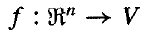 f : ℜⁿ → V